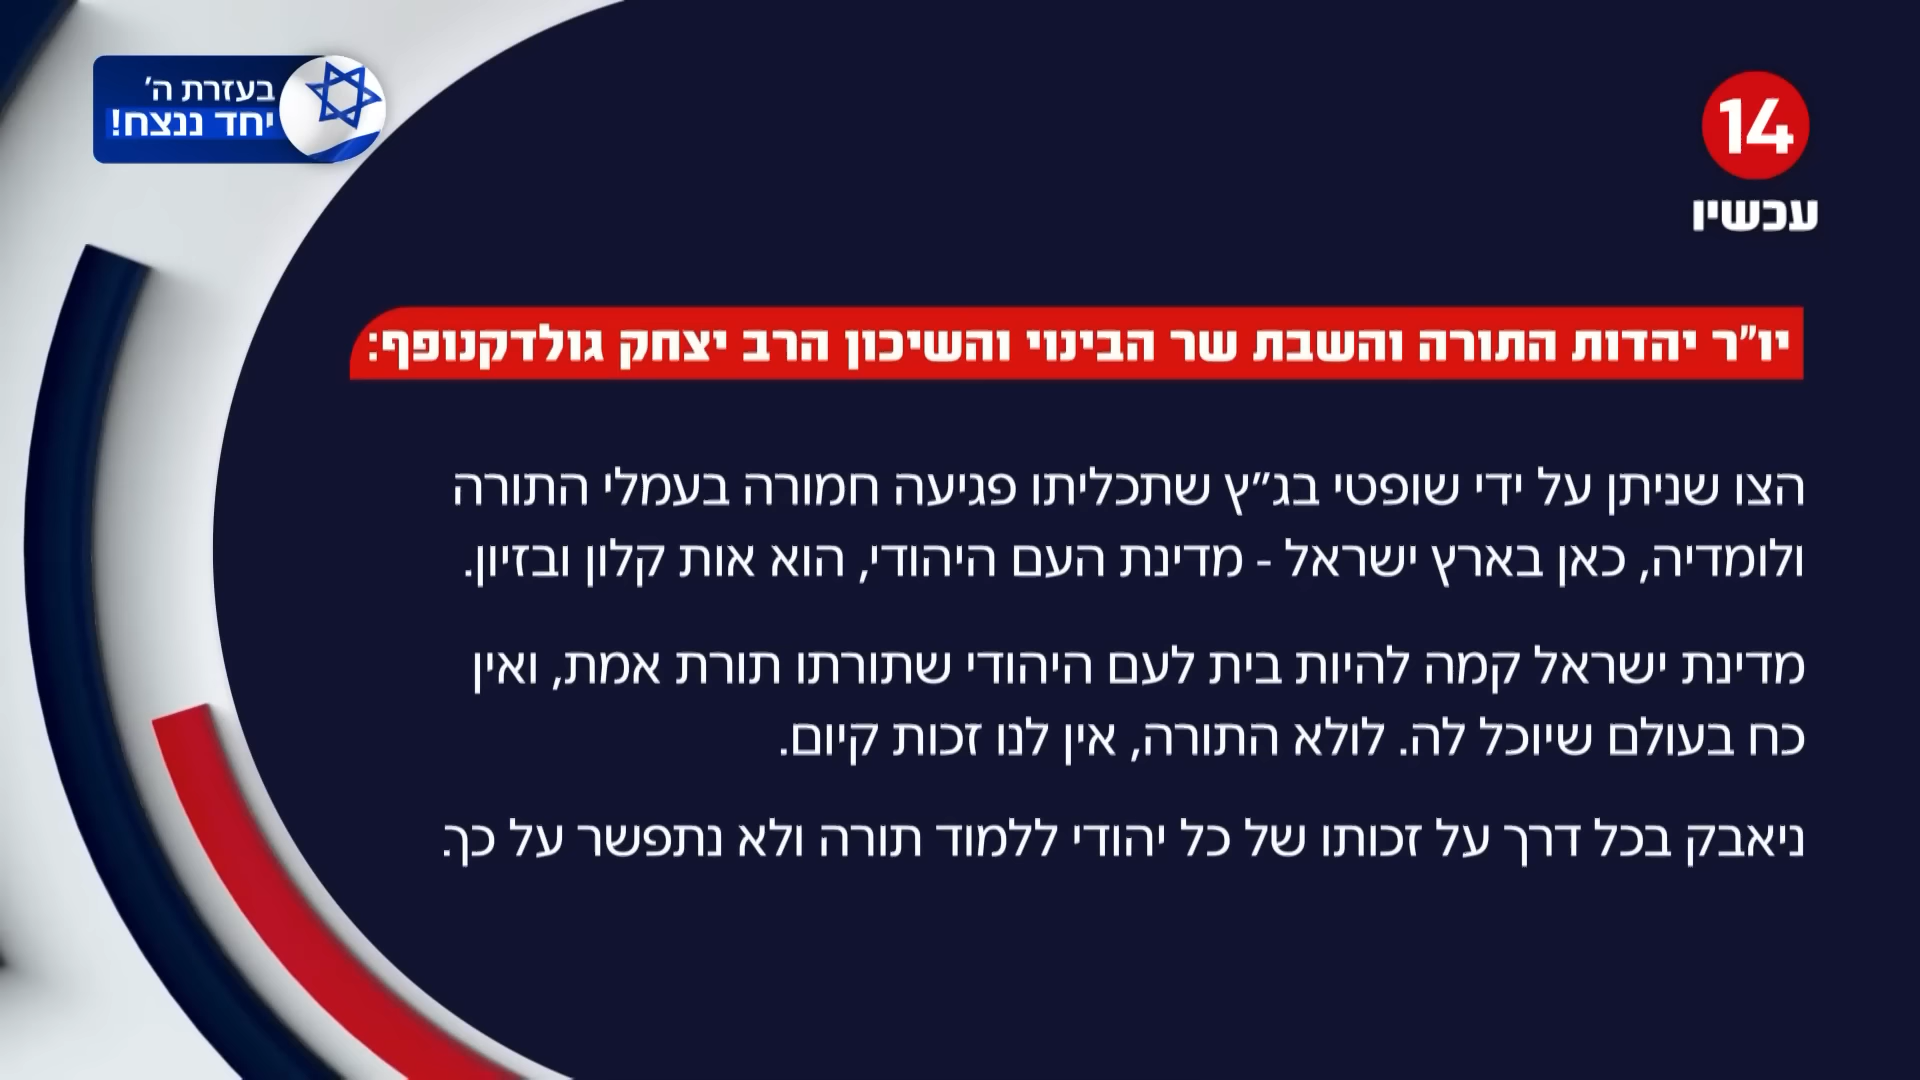 בעזרת ה'
יחד ננצח!
14
עכשיו
יו"ר יהדות התורה והשבת שר הבינוי והשיכון הרב יצחק גולדקנופף:
הצו שניתן על ידי שופטי בג"ץ שתכליתו פגיעה חמורה בעמלי התורה
ולומדיה, כאן בארץ ישראל - מדינת העם היהודי, הוא אות קלון ובזיון.
מדינת ישראל קמה להיות בית לעם היהודי שתורתו תורת אמת, ואין
כח בעולם שיוכל לה. לולא התורה, אין לנו זכות קיום.
ניאבק בכל דרך על זכותו של כל יהודי ללמוד תורה ולא נתפשר על כך.